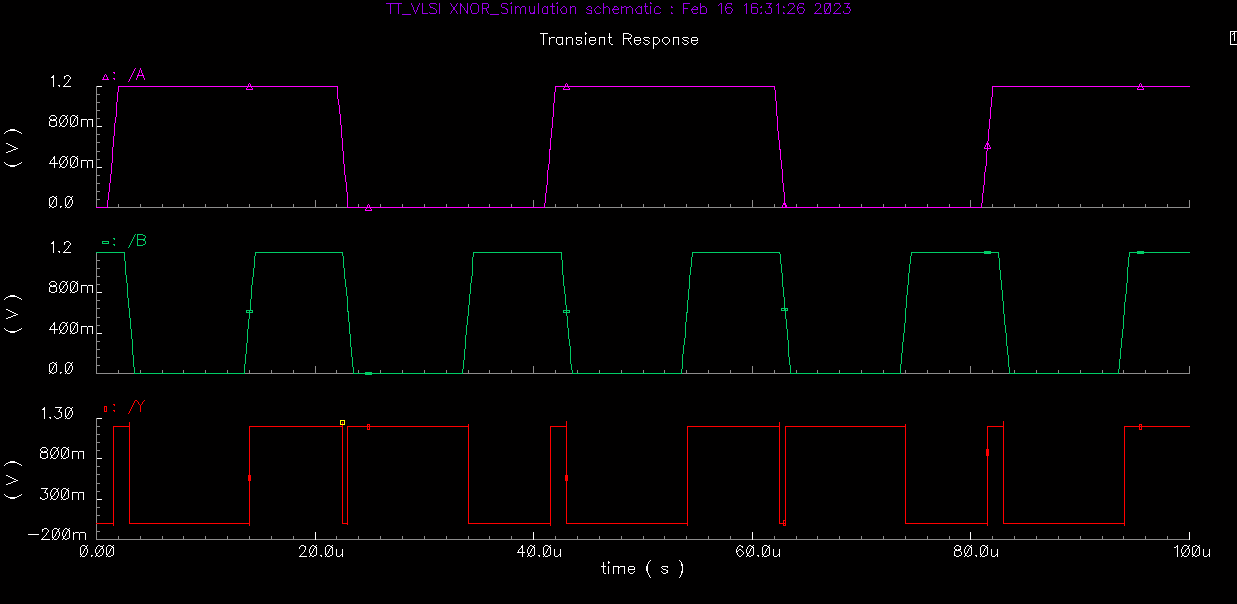 TT_VLSI XNOR_Simulation schematic : Feb 16 16:31:26 2023
Transient Response
1
△: /A
1.2
800m
400m
0.0
(V)
▭: /B
1.2
800m
400m
0.0
(V)
▯: /Y
1.30
800m
300m
-200m
(V)
0.00 20.0u 40.0u 60.0u 80.0u 100u
time ( s )